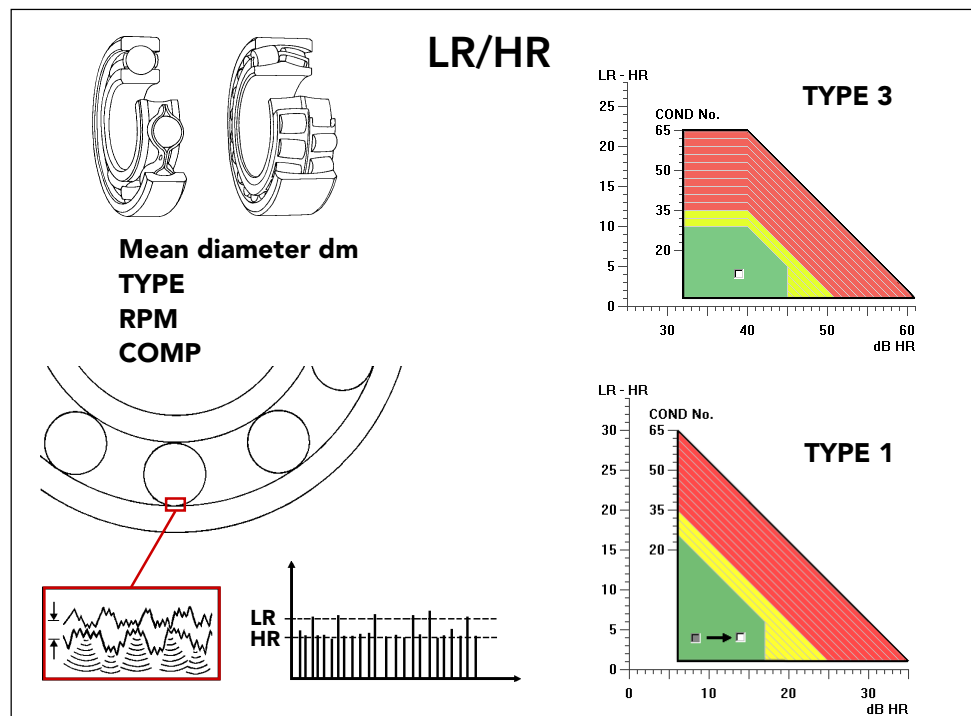 LR/HR
Mean diameter dm
TYPE
RPM
COMP
LR
HR
LR - HR
TYPE 3
COND No.
25
20
15
10
5
0
65
50
35
20
30 40 50 60
dB HR
LR - HR
TYPE 1
COND No.
30
25
20
15
10
5
0
65
50
35
20
0 10 20 30
dB HR